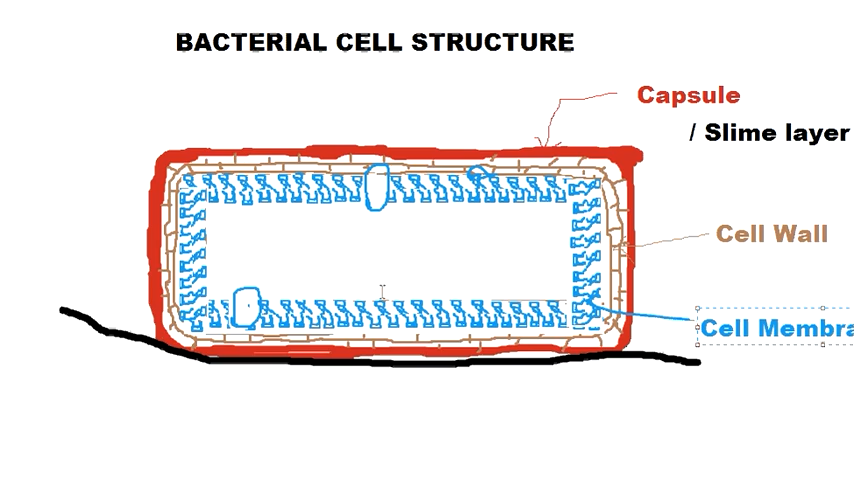 BACTERIAL CELL STRUCTURE
Capsule
/ Slime layer
Cell Wall
Cell Membra